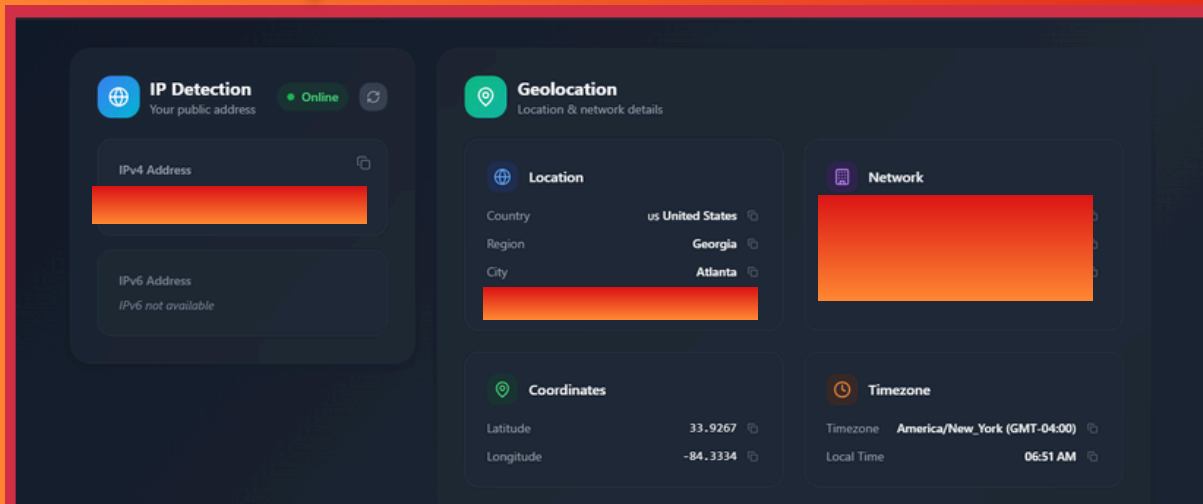 IP Detection
Your public address
Online
IPv4 Address
IPv6 Address
IPv6 not available
Geolocation
Location & network details
Location
Country us United States
Region Georgia
City Atlanta
Network
Coordinates
Latitude 33.9267
Longitude -84.3334
Timezone
Timezone America/New_York (GMT-04:00)
Local Time 06:51 AM